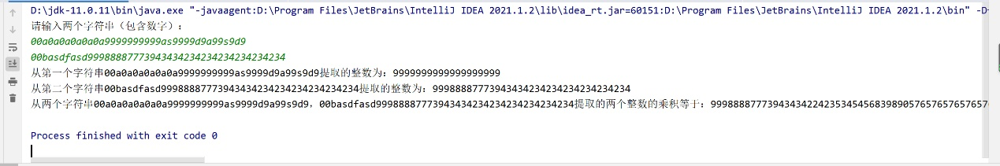 D:\jdk-11.0.11\bin\java.exe "-javaagent:D:\Program Files\JetBrains\IntelliJ IDEA 2021.1.2\lib\idea_rt.jar=60151:D:\Program Files\JetBrains\IntelliJ IDEA 2021.1.2\bin" -D
请输入两个字符串（包含数字）：
00a0a0a0a0a0a9999999999as9999d9a99s9d9
00basdfasd99988887773943434234234234234234234
从第一个字符串00a0a0a0a0a0a9999999999as9999d9a99s9d9提取的整数为：9999999999999999999
从第二个字符串00basdfasd99988887773943434234234234234234234提取的整数为：99988887773943434234234234234234234
从两个字符串00a0a0a0a0a0a9999999999as9999d9a99s9d9，00basdfasd99988887773943434234234234234234234提取的两个整数的乘积等于：999888877739434342242353454568398905765765765765
Process finished with exit code 0